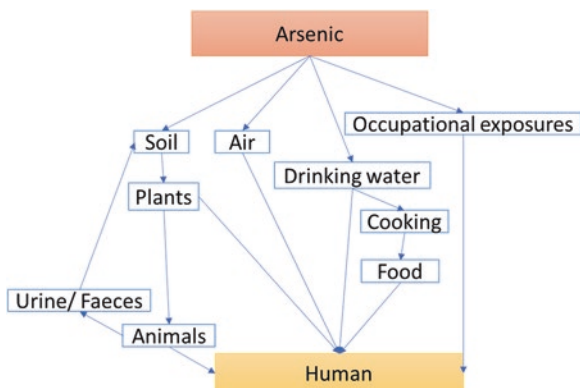 Arsenic
Occupational exposures
Soil
Air
Drinking water
Plants
Cooking
Food
Urine/ Faeces
Animals
Human